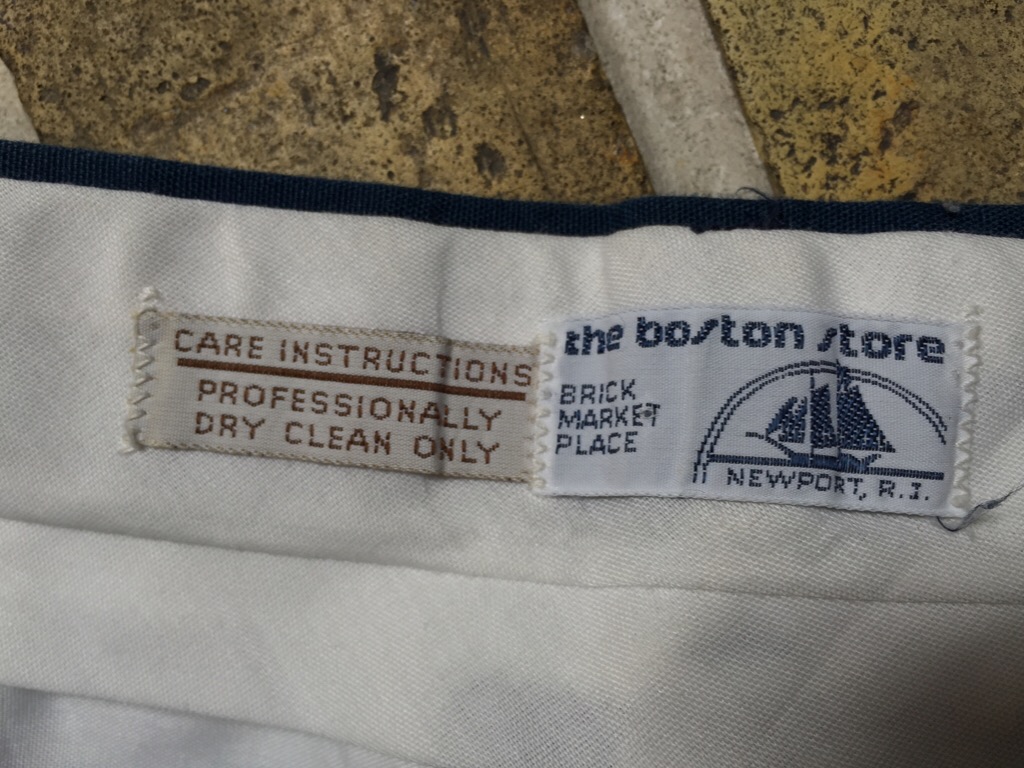 CARE INSTRUCTIONS
PROFESSIONALLY
DRY CLEAN ONLY
the boston store
BRICK
MARKET
PLACE
NEWPORT, R.I.